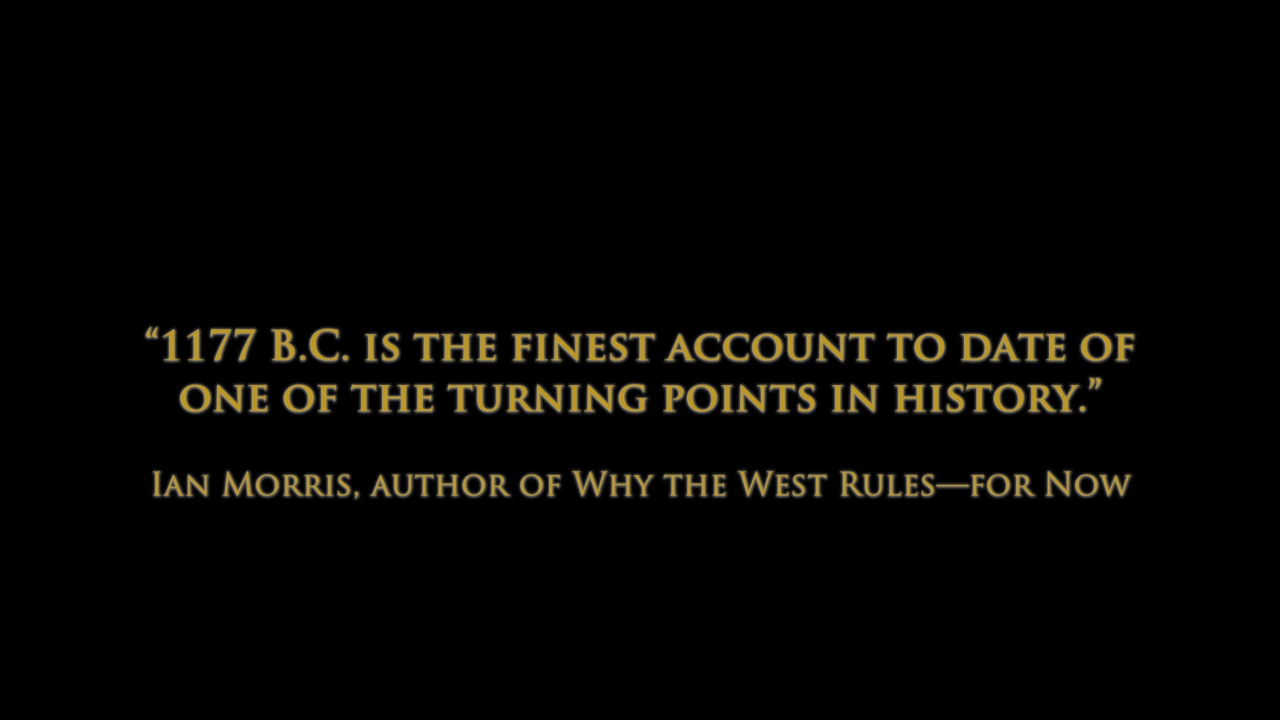 “1177 B.C. is the finest account to date of
one of the turning points in history.”
Ian Morris, author of Why the West Rules—for Now